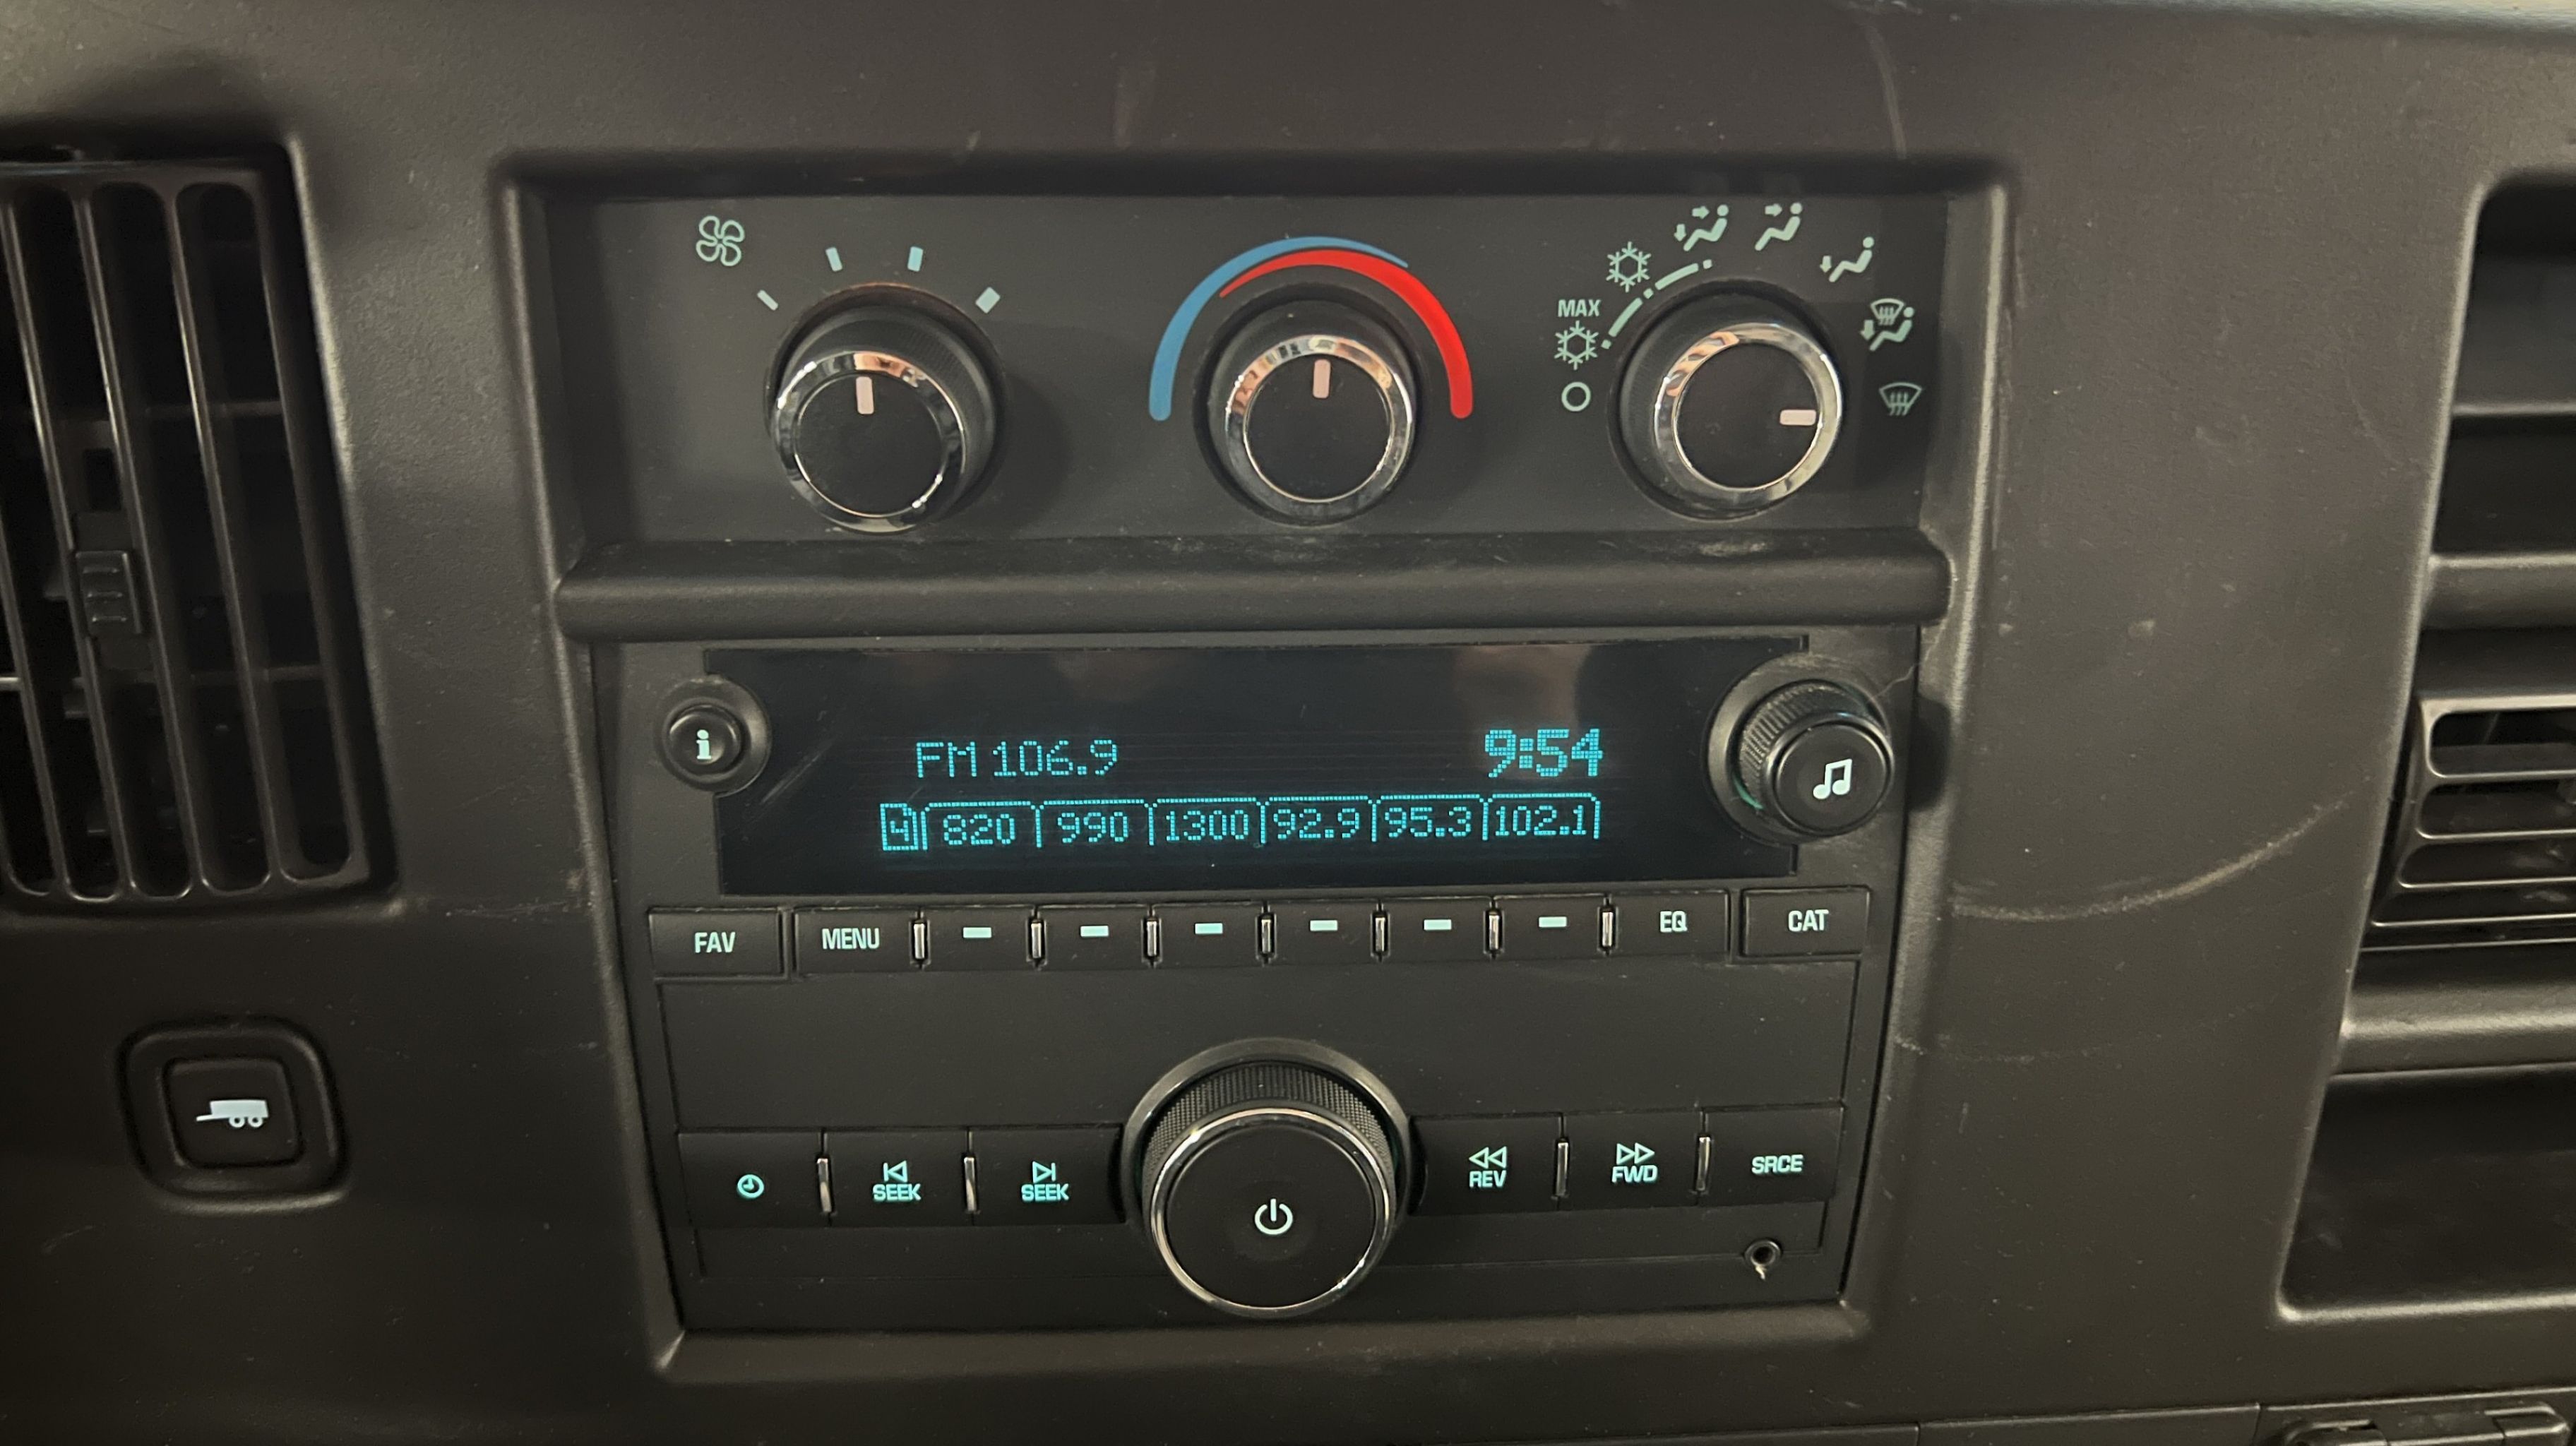 MAX
i
FM 106.9 9:54
4 820 990 1300 92.9 95.3 102.1
FAV MENU EQ CAT
SEEK SEEK REV FWD SRCE